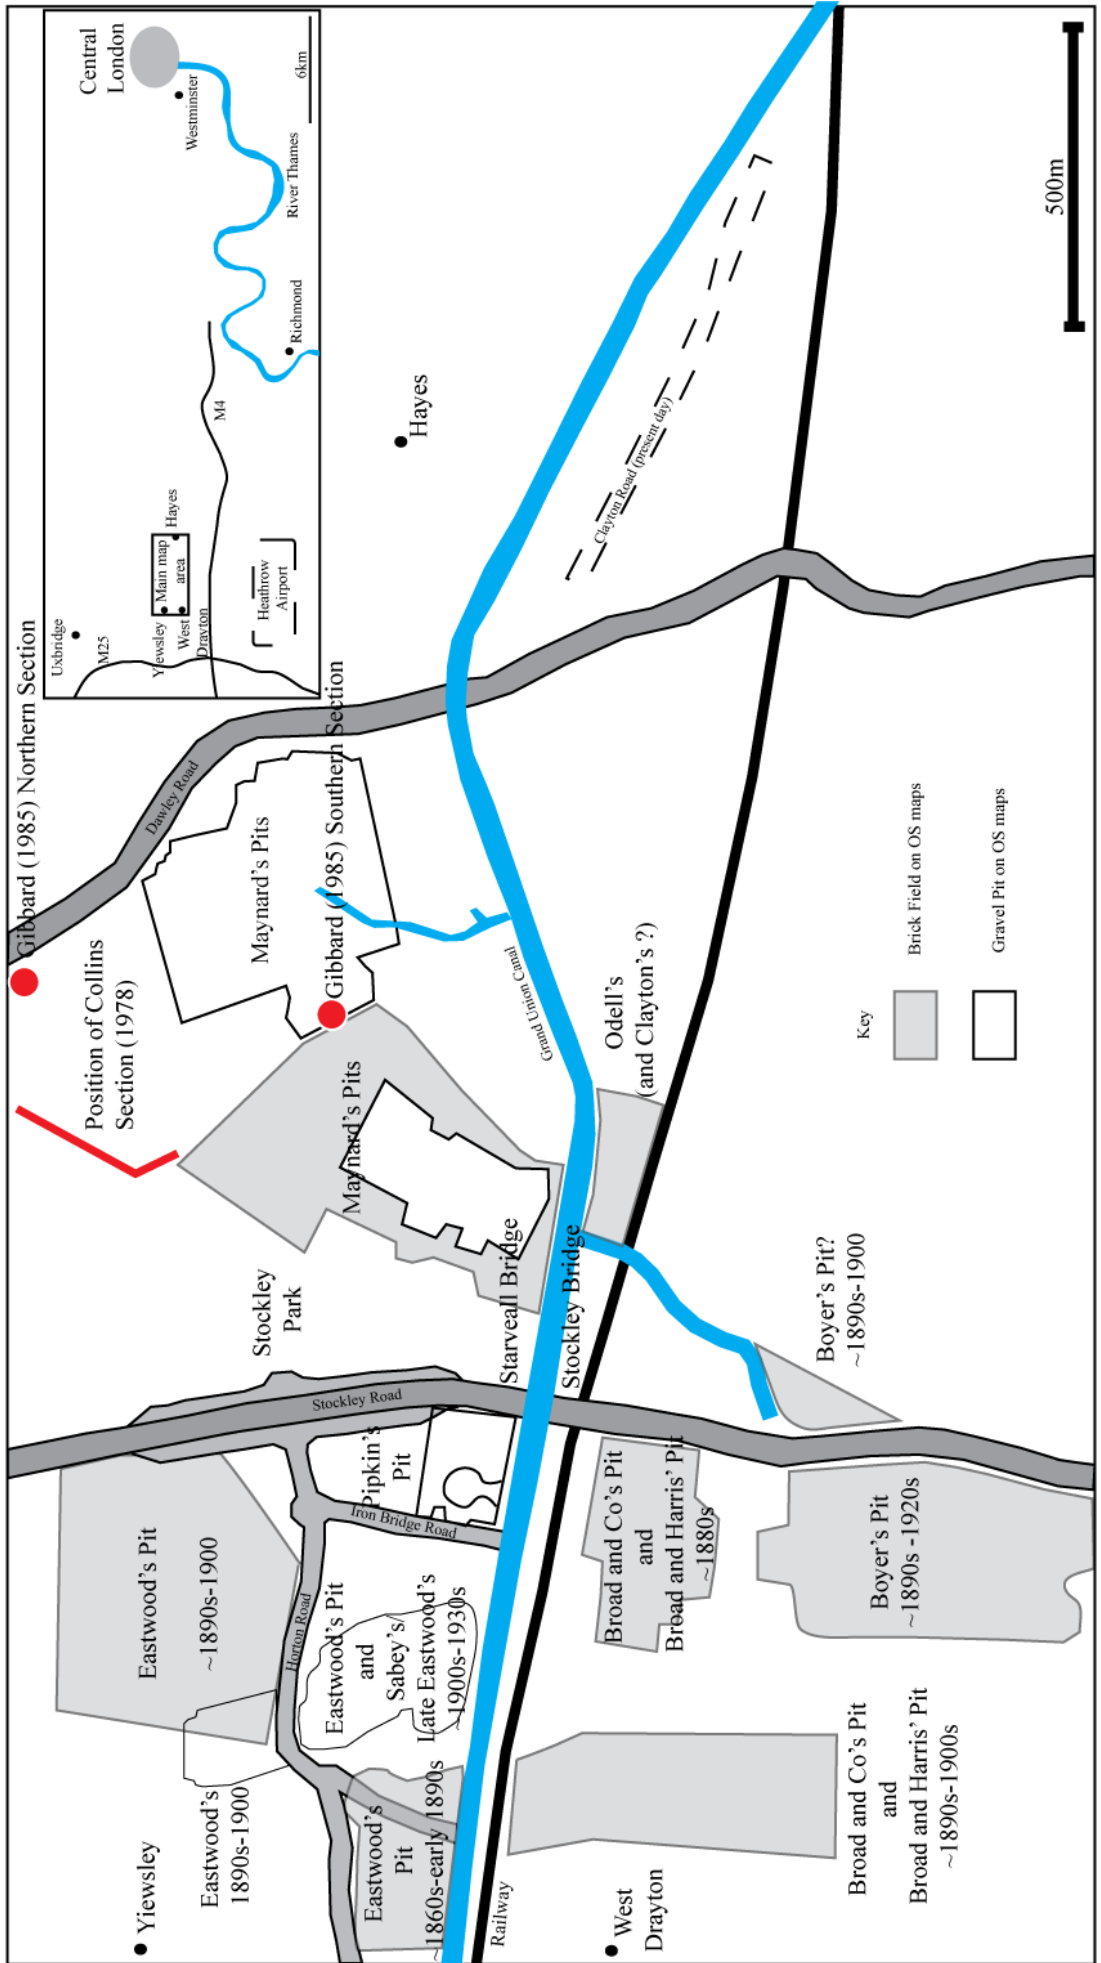 Gibbard (1985) Northern Section
Uxbridge
M25
Yiewsley
West
Drayton
Main map
area
Hayes
Heathrow
Airport
M4
Richmond
River Thames
Westminster
Central
London
6km
Yiewsley
Eastwood's
1890s-1900
Eastwood's Pit
~1890s-1900
Position of Collins
Section (1978)
Dawley Road
Maynard's Pits
Gibbard (1985) Southern Section
Stockley
Park
Maynard's Pits
Stockley Road
Horton Road
Iron Bridge Road
Pipkin's
Pit
Eastwood's Pit
and
Sabey's/
Late Eastwood's
~1900s-1930s
Eastwood's
Pit
~1860s-early 1890s
Hayes
Starveall Bridge
Stockley Bridge
Grand Union Canal
Clayton Road (present day)
Railway
Odell's
(and Clayton's ?)
West
Drayton
Broad and Co's Pit
and
Broad and Harris' Pit
~1880s
Boyer's Pit?
~1890s-1900
Broad and Co's Pit
and
Broad and Harris' Pit
~1890s-1900s
Boyer's Pit
~1890s -1920s
Key
Brick Field on OS maps
Gravel Pit on OS maps
500m